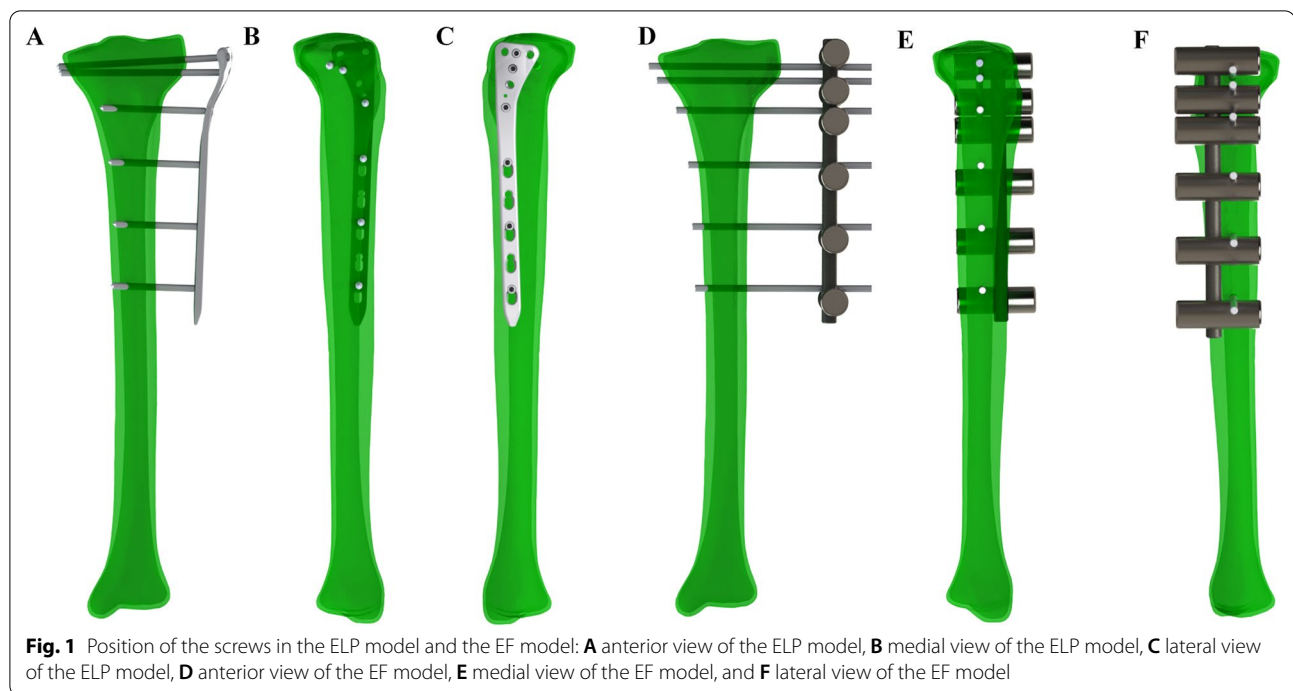 A B C D E F
Fig. 1 Position of the screws in the ELP model and the EF model: A anterior view of the ELP model, B medial view of the ELP model, C lateral view
of the ELP model, D anterior view of the EF model, E medial view of the EF model, and F lateral view of the EF model